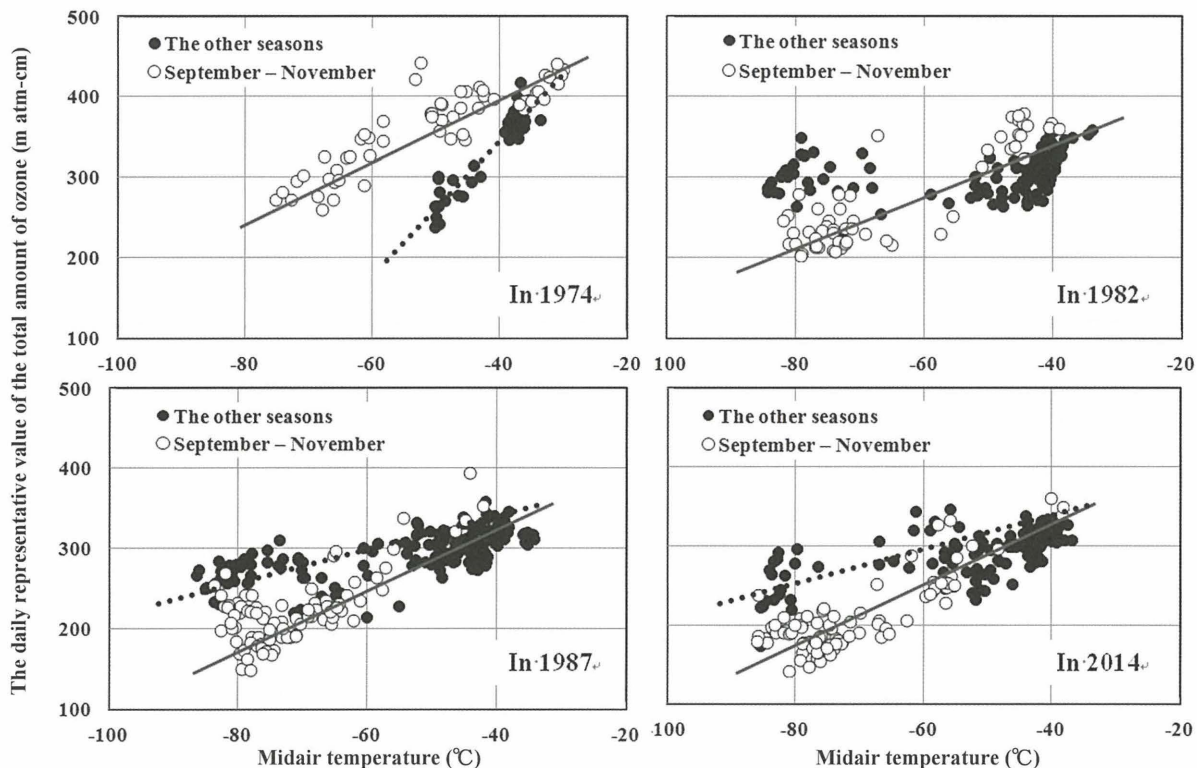 The daily representative value of the total amount of ozone (m atm-cm)
500
400
300
200
100
The other seasons
September – November
In·1974
-100
-80
-60
-40
-20
The other seasons
September – November
In·1982
100
-80
-60
-40
-20
500
400
300
200
100
The other seasons
September – November
In·1987
-100
-80
-60
-40
-20
Midair temperature (℃)
The other seasons
September – November
In·2014
-100
-80
-60
-40
-20
Midair temperature (℃)